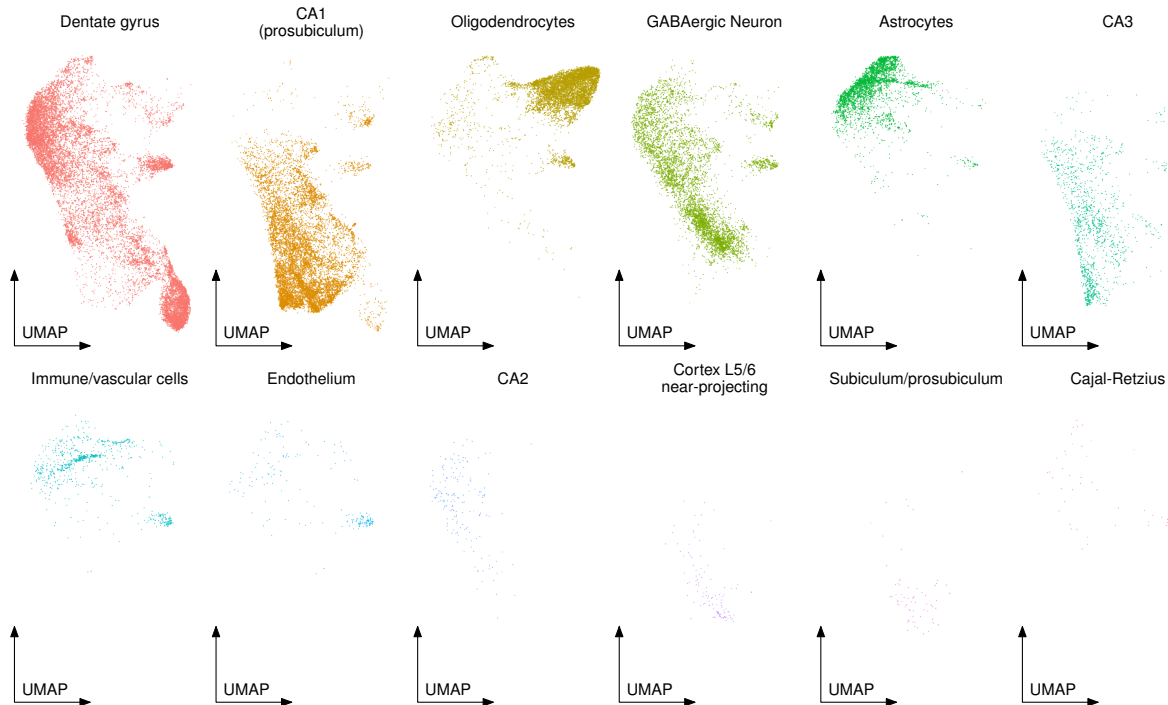 Dentate gyrus
CA1
(prosubiculum)
Oligodendrocytes
GABAergic Neuron
Astrocytes
CA3
UMAP
UMAP
UMAP
UMAP
UMAP
UMAP
Immune/vascular cells
Endothelium
CA2
Cortex L5/6
near-projecting
Subiculum/prosubiculum
Cajal-Retzius
UMAP
UMAP
UMAP
UMAP
UMAP
UMAP